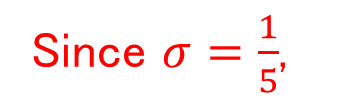 Since σ = 1/5,